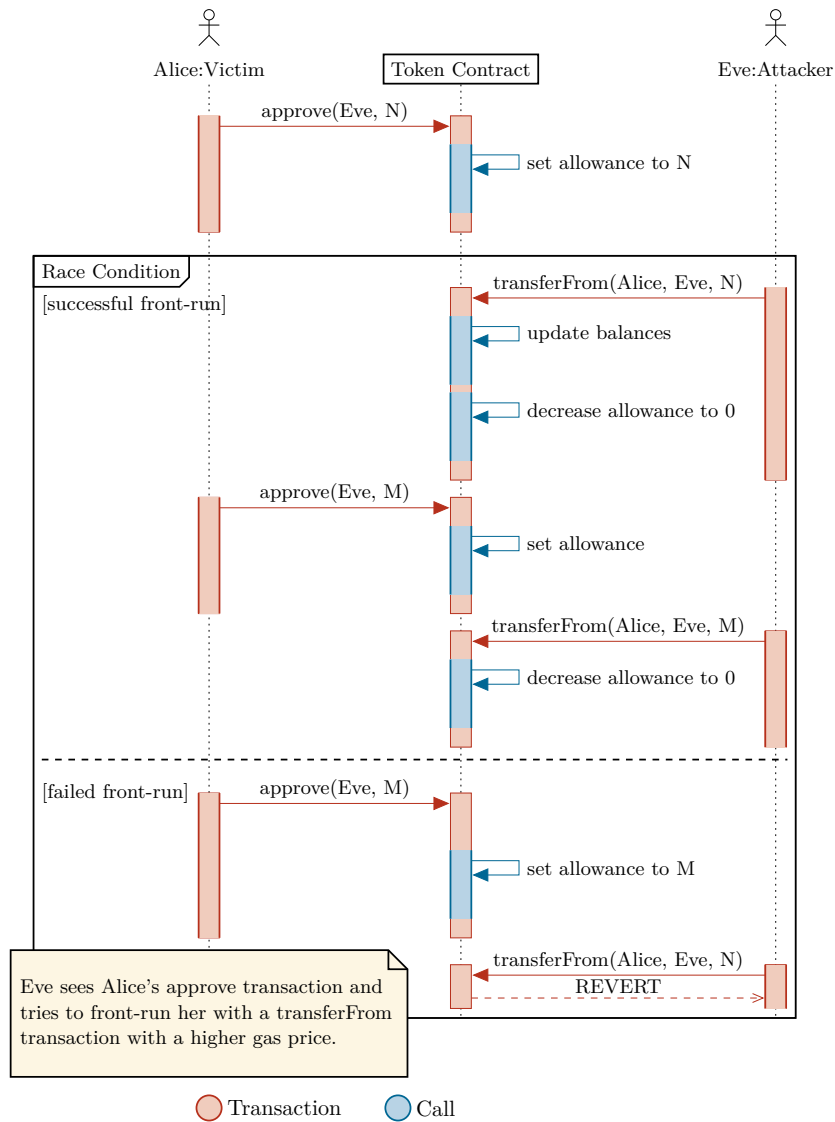 Alice:Victim
Token Contract
Eve:Attacker
approve(Eve, N)
set allowance to N
Race Condition
[successful front-run]
transferFrom(Alice, Eve, N)
update balances
decrease allowance to 0
approve(Eve, M)
set allowance
transferFrom(Alice, Eve, M)
decrease allowance to 0
[failed front-run]
approve(Eve, M)
set allowance to M
transferFrom(Alice, Eve, N)
REVERT
Eve sees Alice's approve transaction and
tries to front-run her with a transferFrom
transaction with a higher gas price.
Transaction
Call